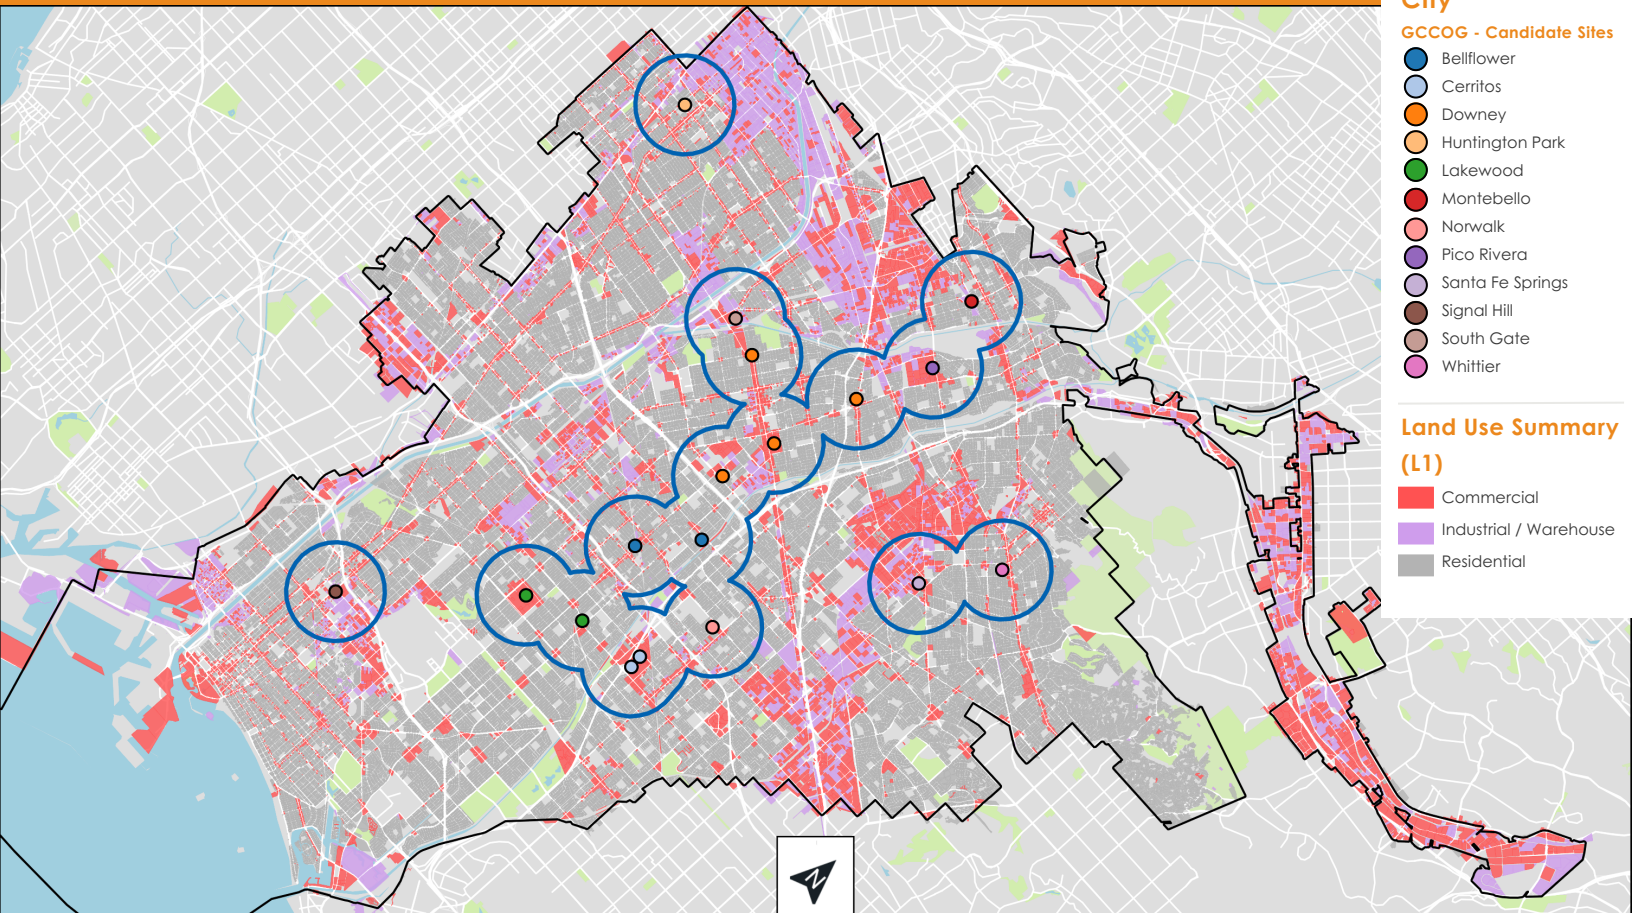 City
GCCOG - Candidate Sites
Bellflower
Cerritos
Downey
Huntington Park
Lakewood
Montebello
Norwalk
Pico Rivera
Santa Fe Springs
Signal Hill
South Gate
Whittier
Land Use Summary
(L1)
Commercial
Industrial / Warehouse
Residential
N